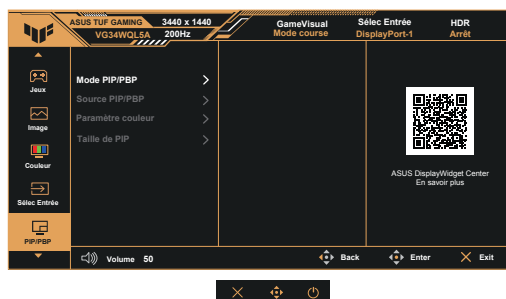 ASUS TUF GAMING 3440 x 1440
VG34WQL5A 200Hz
GameVisual
Mode course
Sélec Entrée
DisplayPort-1
HDR
Arrêt
Jeux
Image
Couleur
Sélec Entrée
PIP/PBP
Mode PIP/PBP
Source PIP/PBP
Paramètre couleur
Taille de PIP
ASUS DisplayWidget Center
En savoir plus
Volume 50
Back
Enter
Exit